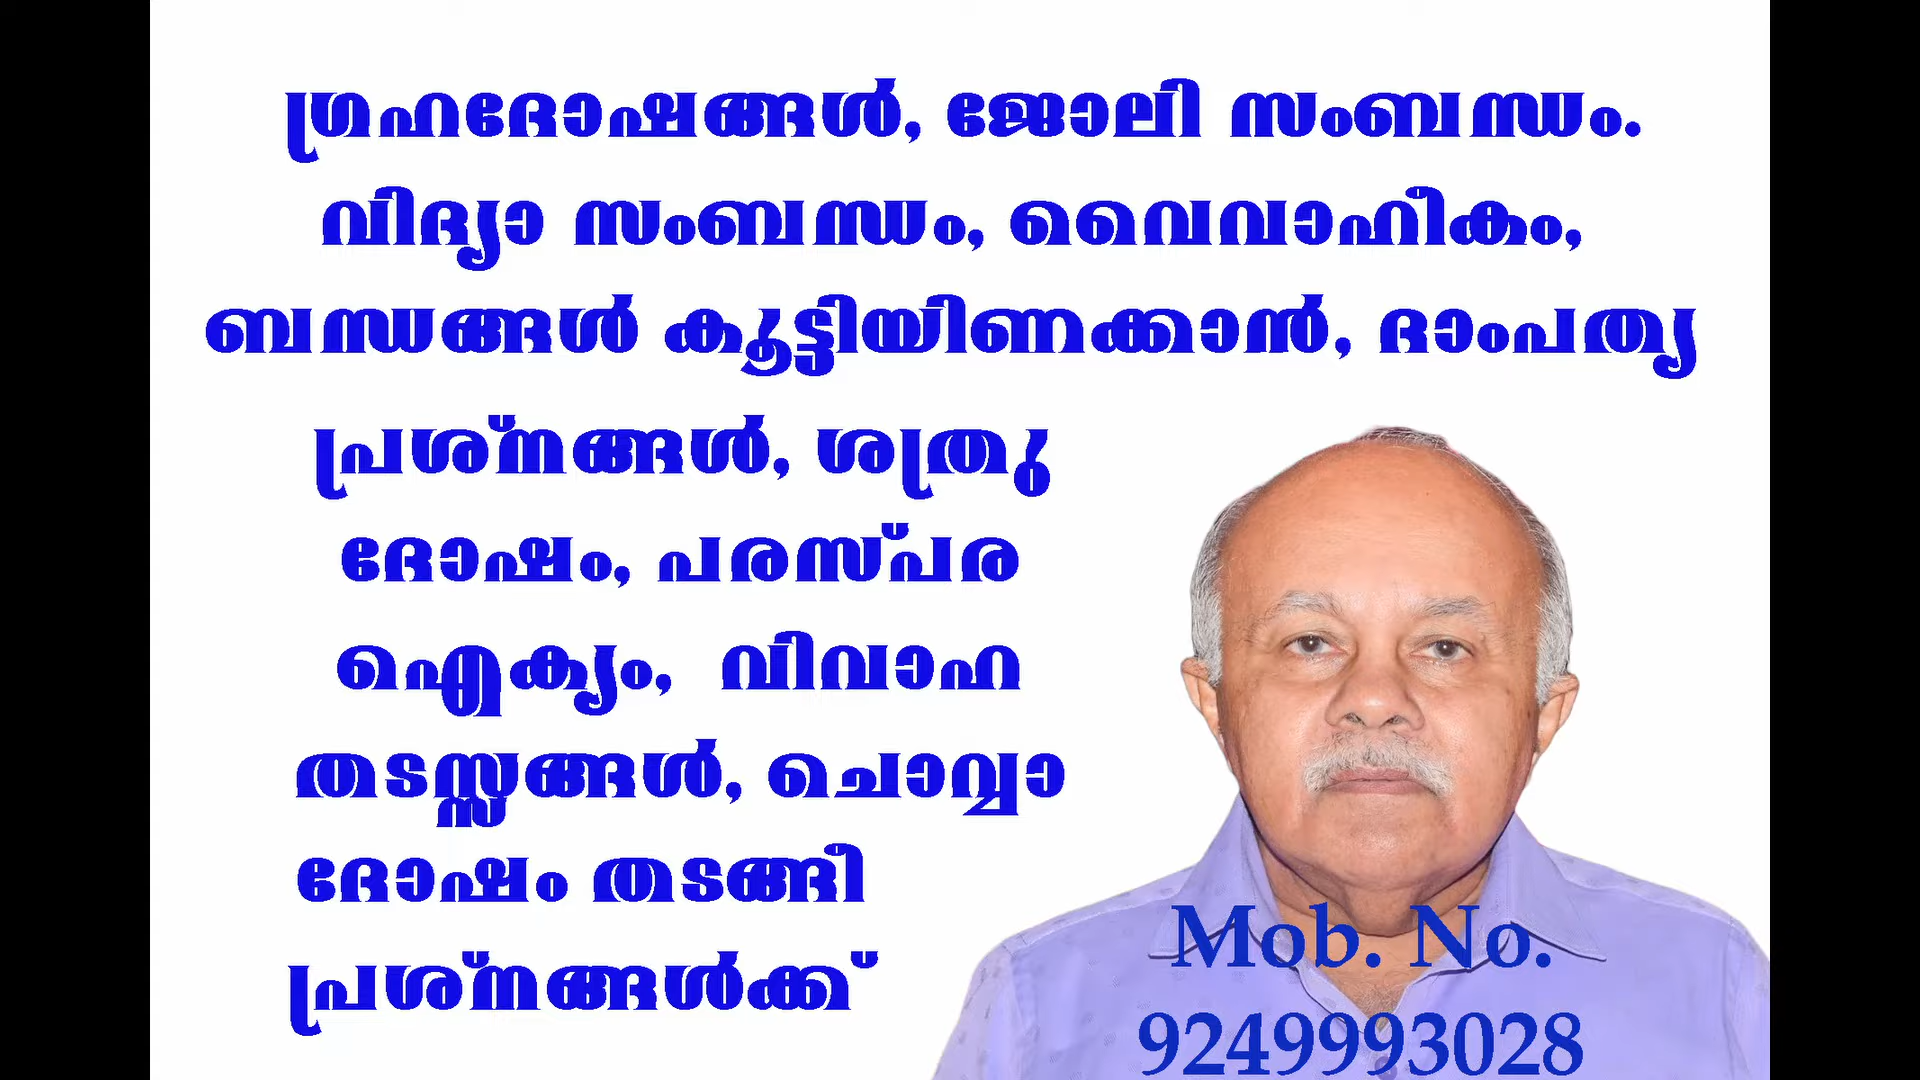 ഗ്രഹദോഷങ്ങൾ, ജോലി സംബന്ധം.
വിദ്യാ സംബന്ധം, വൈവാഹീകം,
ബന്ധങ്ങൾ കൂട്ടിയിണക്കാൻ, ദാംപത്യ
പ്രശ്നങ്ങൾ, ശത്രു
ദോഷം, പരസ്പര
ഐക്യം, വിവാഹ
തടസ്സങ്ങൾ, ചൊവ്വാ
ദോഷം തടങ്ങീ
പ്രശ്നങ്ങൾക്ക്
Mob. No.
9249993028